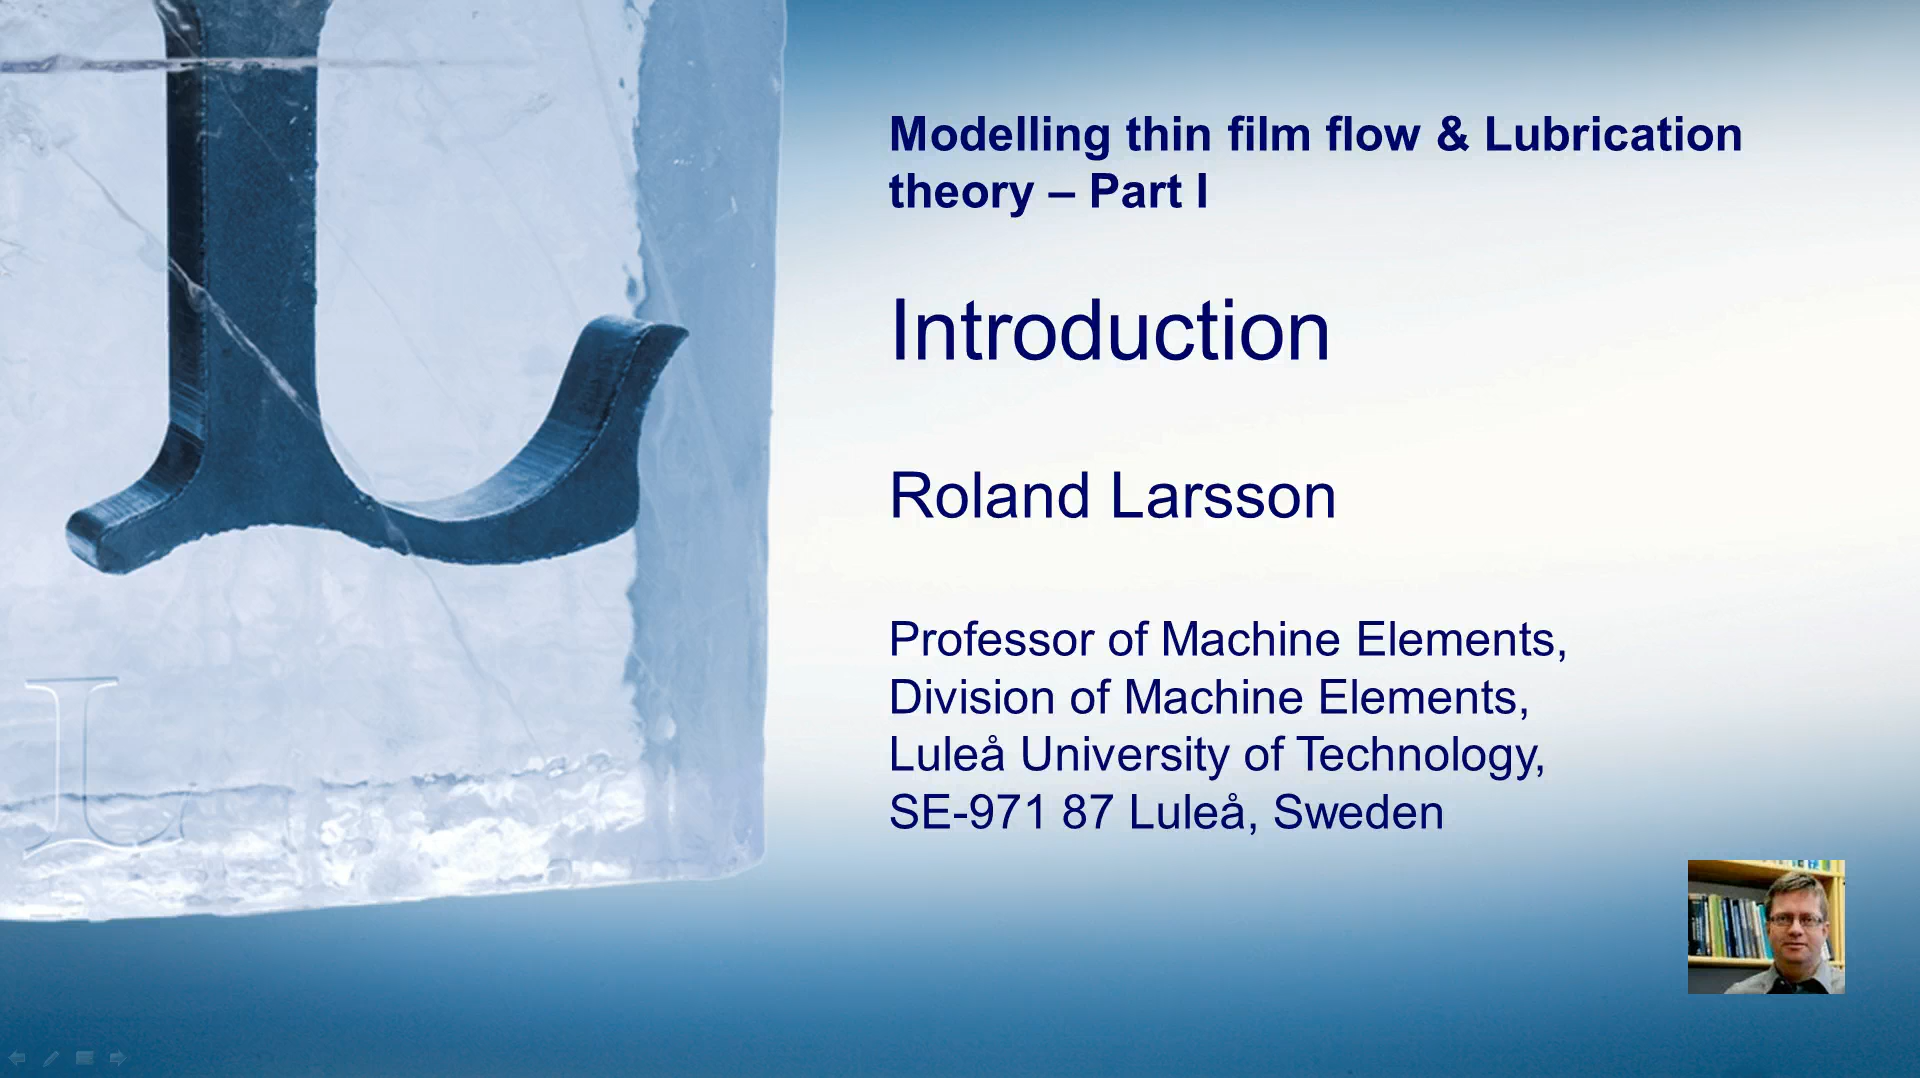 Modelling thin film flow & Lubrication
theory – Part I
Introduction
Roland Larsson
Professor of Machine Elements,
Division of Machine Elements,
Luleå University of Technology,
SE-971 87 Luleå, Sweden
L
L